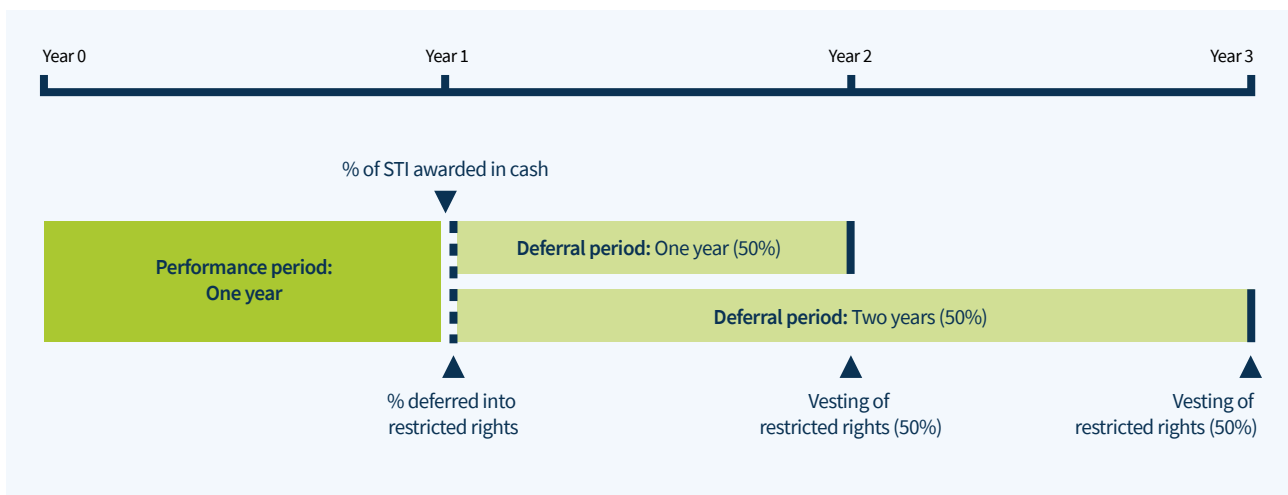 Year 0
Year 1
Year 2
Year 3
% of STI awarded in cash
Performance period:
One year
Deferral period: One year (50%)
Deferral period: Two years (50%)
% deferred into
restricted rights
Vesting of
restricted rights (50%)
Vesting of
restricted rights (50%)